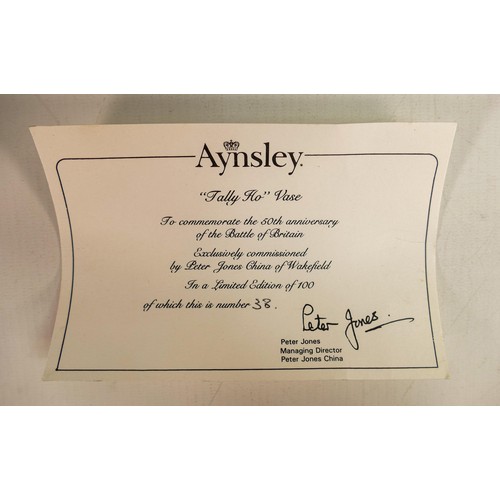 Aynsley
"Tally Ho" Vase
To commemorate the 50th anniversary
of the Battle of Britain
Exclusively commissioned
by Peter Jones China of Wakefield
In a Limited Edition of 100
of which this is number 38.
Peter Jones.
Peter Jones
Managing Director
Peter Jones China